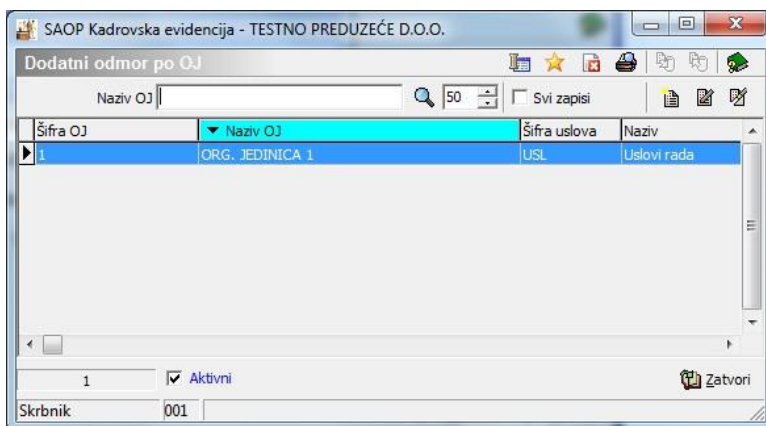 SAOP Kadrovska evidencija - TESTNO PREDUZEĆE D.O.O.
Dodatni odmor po OJ
Naziv OJ 50 Svi zapisi
Šifra OJ Naziv OJ Šifra uslova Naziv
1 ORG. JEDINICA 1 USL Uslovi rada
1 Aktivni Zatvori
Skrbnik 001